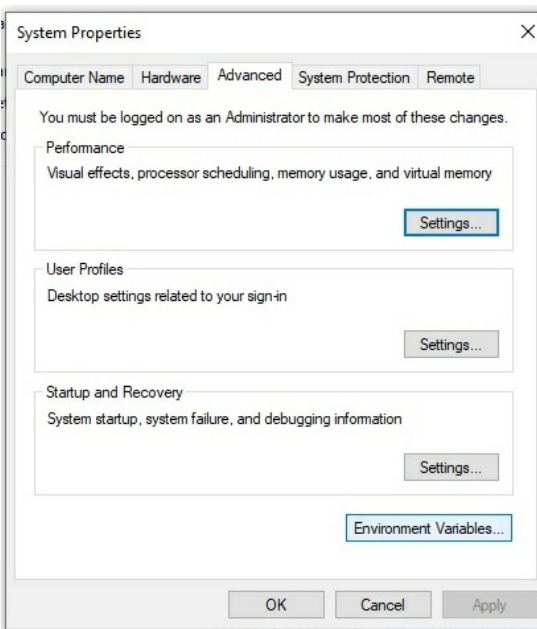 System Properties
Computer Name Hardware Advanced System Protection Remote
You must be logged on as an Administrator to make most of these changes.
Performance
Visual effects, processor scheduling, memory usage, and virtual memory
Settings...
User Profiles
Desktop settings related to your sign-in
Settings...
Startup and Recovery
System startup, system failure, and debugging information
Settings...
Environment Variables...
OK Cancel Apply